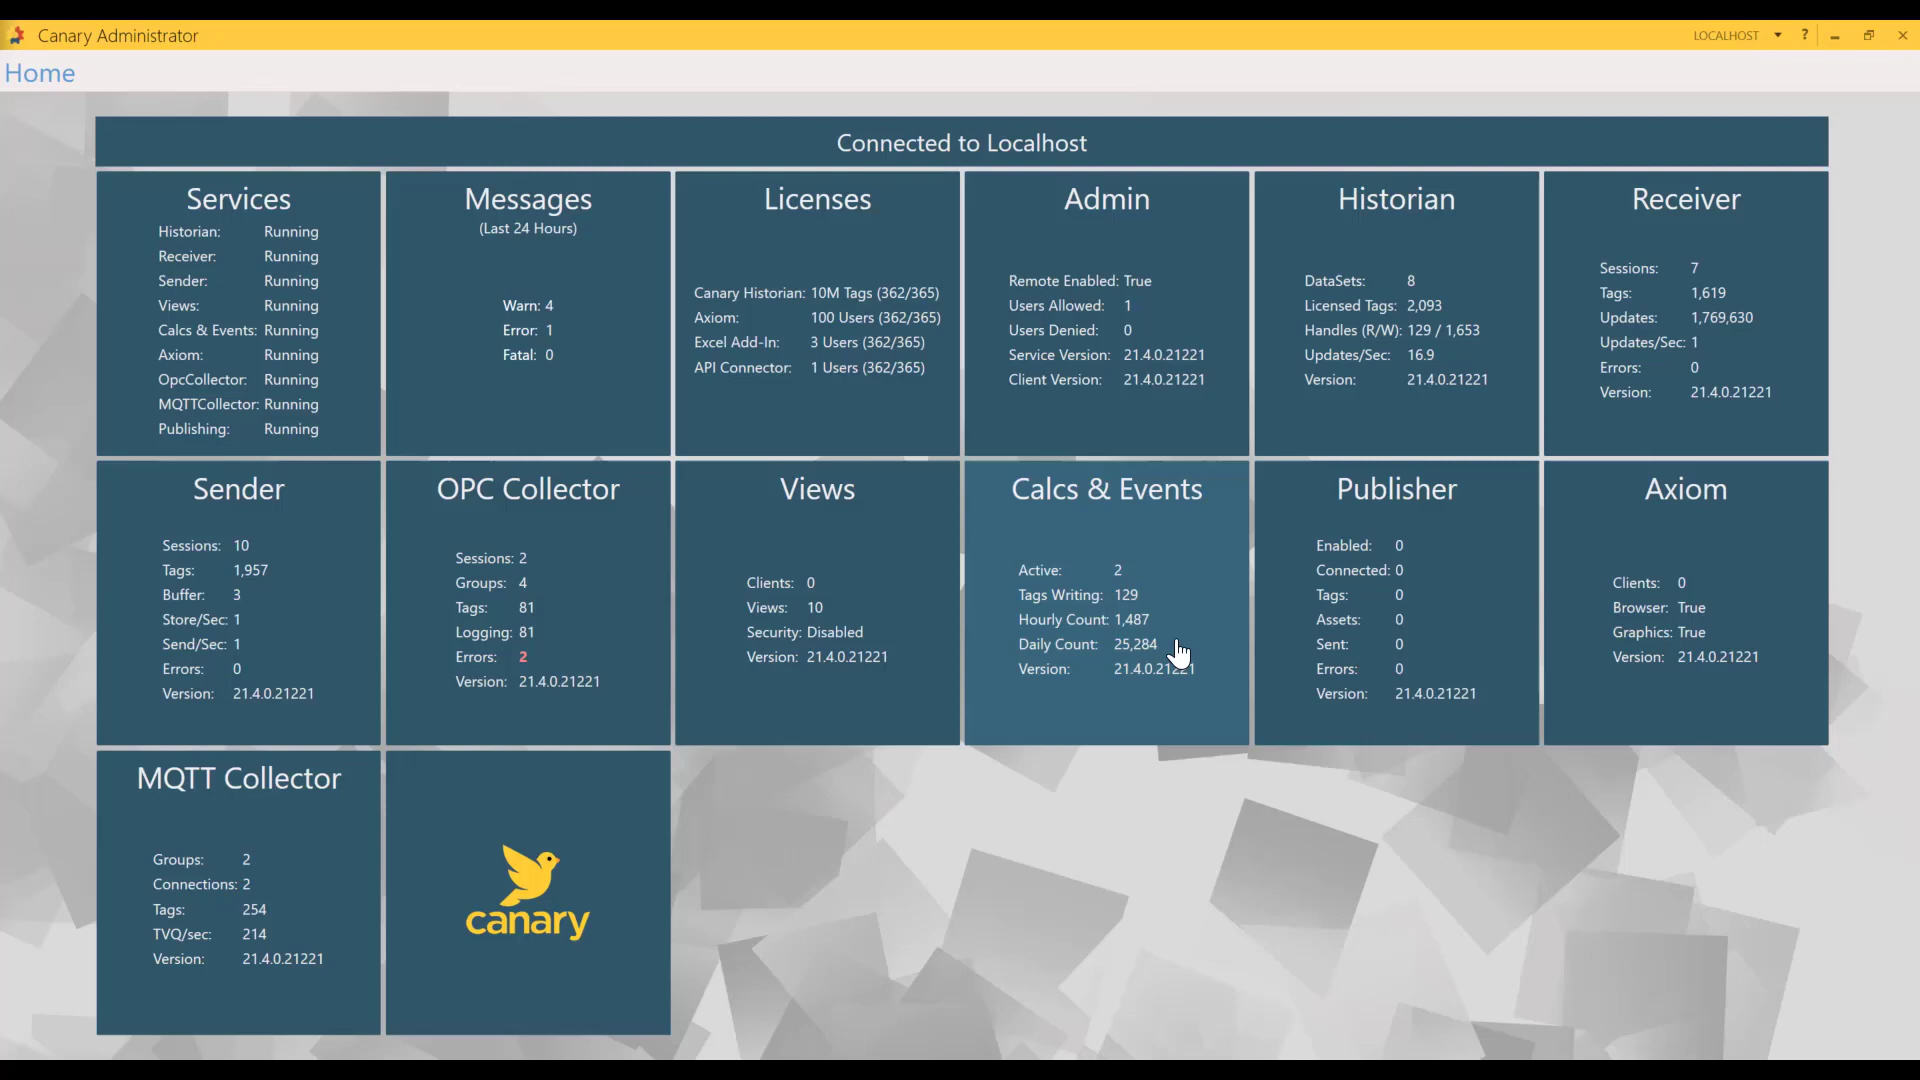 Canary Administrator
LOCALHOST ?
Home
Connected to Localhost
Services
Historian: Running
Receiver: Running
Sender: Running
Views: Running
Calcs & Events: Running
Axiom: Running
OpcCollector: Running
MQTTCollector: Running
Publishing: Running
Messages
(Last 24 Hours)
Warn: 4
Error: 1
Fatal: 0
Licenses
Canary Historian: 10M Tags (362/365)
Axiom: 100 Users (362/365)
Excel Add-In: 3 Users (362/365)
API Connector: 1 Users (362/365)
Admin
Remote Enabled: True
Users Allowed: 1
Users Denied: 0
Service Version: 21.4.0.21221
Client Version: 21.4.0.21221
Historian
DataSets: 8
Licensed Tags: 2,093
Handles (R/W): 129 / 1,653
Updates/Sec: 16.9
Version: 21.4.0.21221
Receiver
Sessions: 7
Tags: 1,619
Updates: 1,769,630
Updates/Sec: 1
Errors: 0
Version: 21.4.0.21221
Sender
Sessions: 10
Tags: 1,957
Buffer: 3
Store/Sec: 1
Send/Sec: 1
Errors: 0
Version: 21.4.0.21221
OPC Collector
Sessions: 2
Groups: 4
Tags: 81
Logging: 81
Errors: 2
Version: 21.4.0.21221
Views
Clients: 0
Views: 10
Security: Disabled
Version: 21.4.0.21221
Calcs & Events
Active: 2
Tags Writing: 129
Hourly Count: 1,487
Daily Count: 25,284
Version: 21.4.0.21221
Publisher
Enabled: 0
Connected: 0
Tags: 0
Assets: 0
Sent: 0
Errors: 0
Version: 21.4.0.21221
Axiom
Clients: 0
Browser: True
Graphics: True
Version: 21.4.0.21221
MQTT Collector
Groups: 2
Connections: 2
Tags: 254
TVQ/sec: 214
Version: 21.4.0.21221
canary